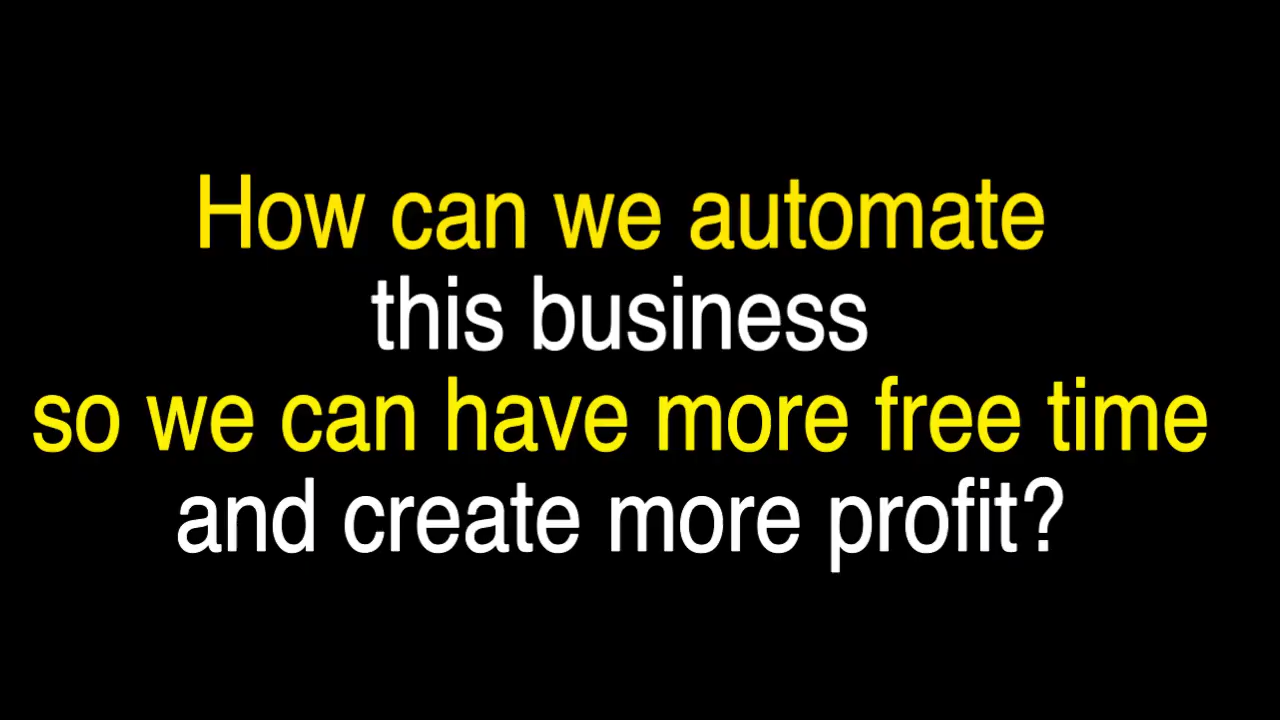 How can we automate
this business
so we can have more free time
and create more profit?